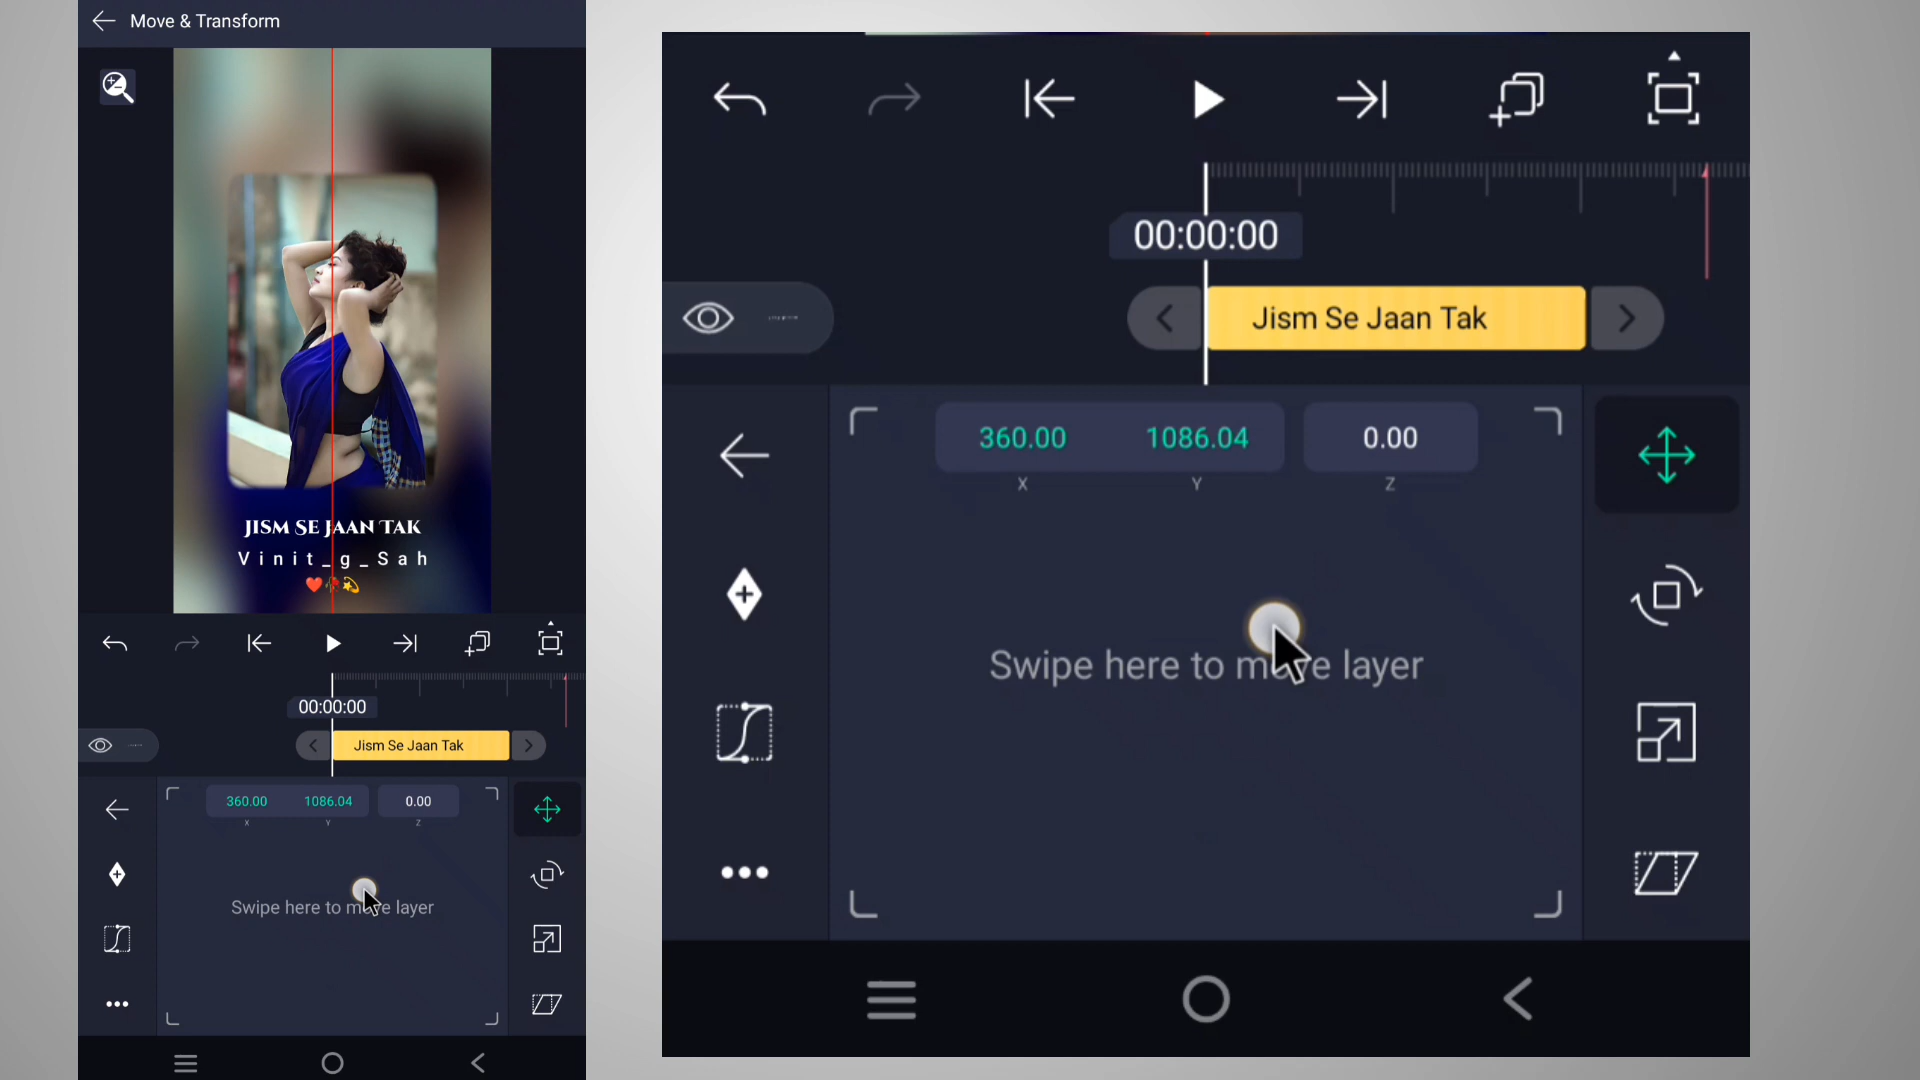 Move & Transform
Jism Se Jaan Tak
Vinit_g_Sah
00:00:00
Jism Se Jaan Tak
360.00 1086.04 0.00
X Y Z
Swipe here to move layer
00:00:00
Jism Se Jaan Tak
360.00 1086.04 0.00
X Y Z
Swipe here to move layer